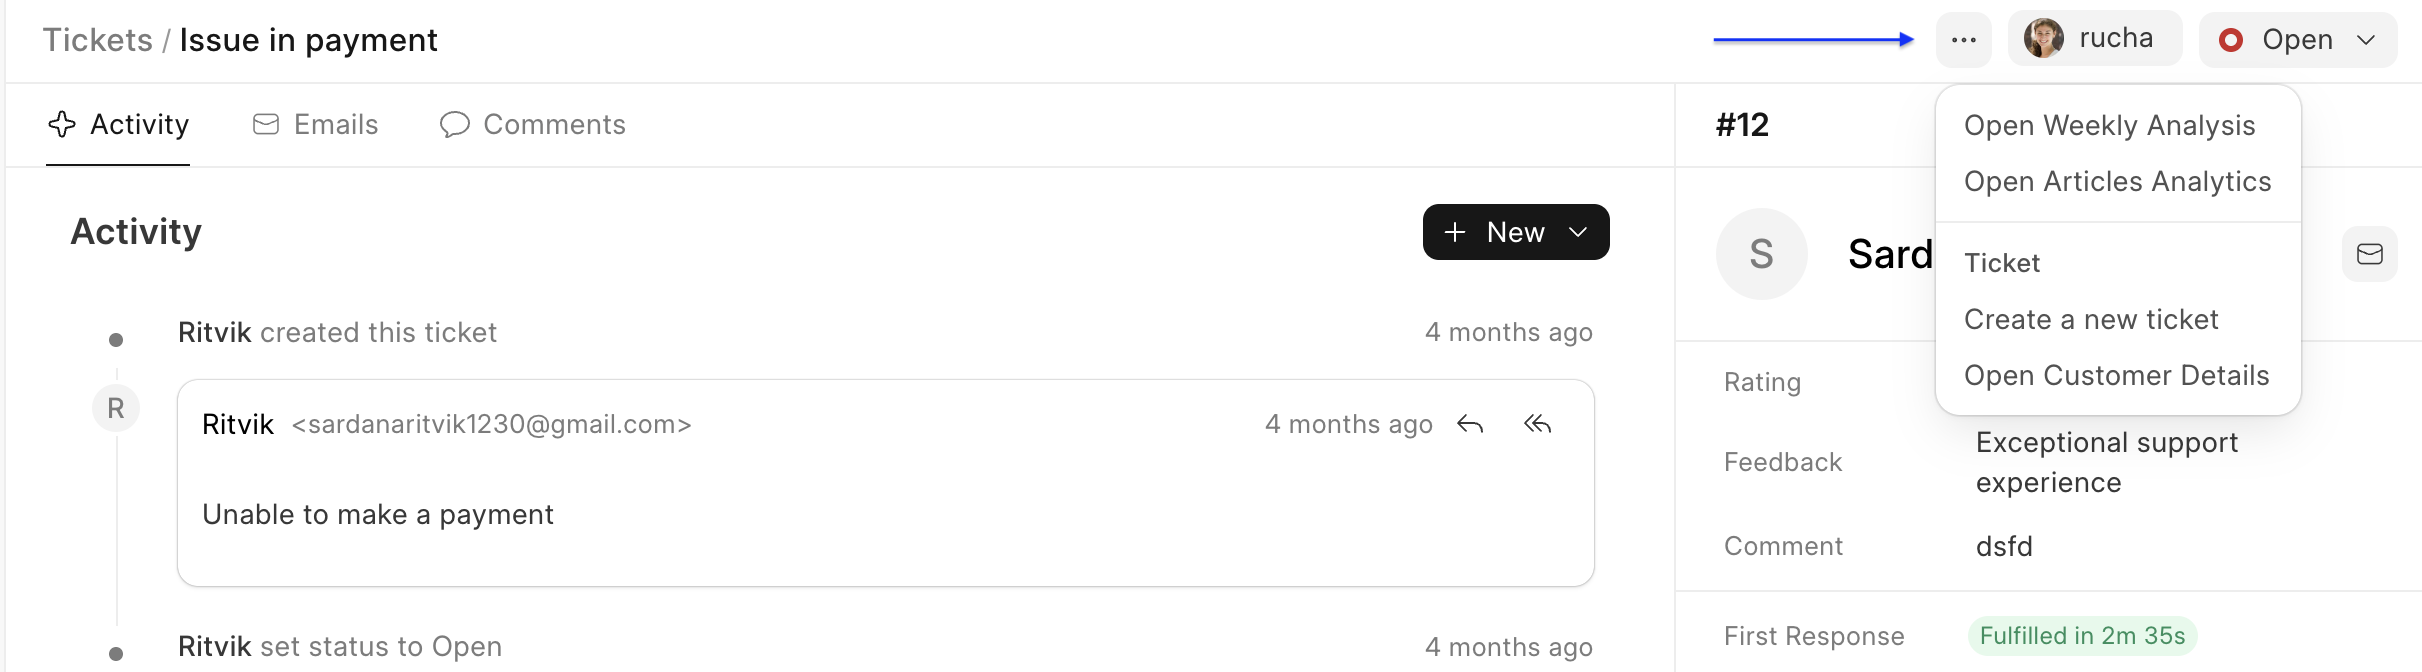 Tickets / Issue in payment
rucha
Open
Activity
Emails
Comments
#12
Open Weekly Analysis
Open Articles Analytics
Ticket
Create a new ticket
Open Customer Details
Activity
New
S
Sard
Ritvik created this ticket
4 months ago
R
Ritvik <sardanaritvik1230@gmail.com>
4 months ago
Unable to make a payment
Ritvik set status to Open
4 months ago
Rating
Feedback
Exceptional support
experience
Comment
dsfd
First Response
Fulfilled in 2m 35s